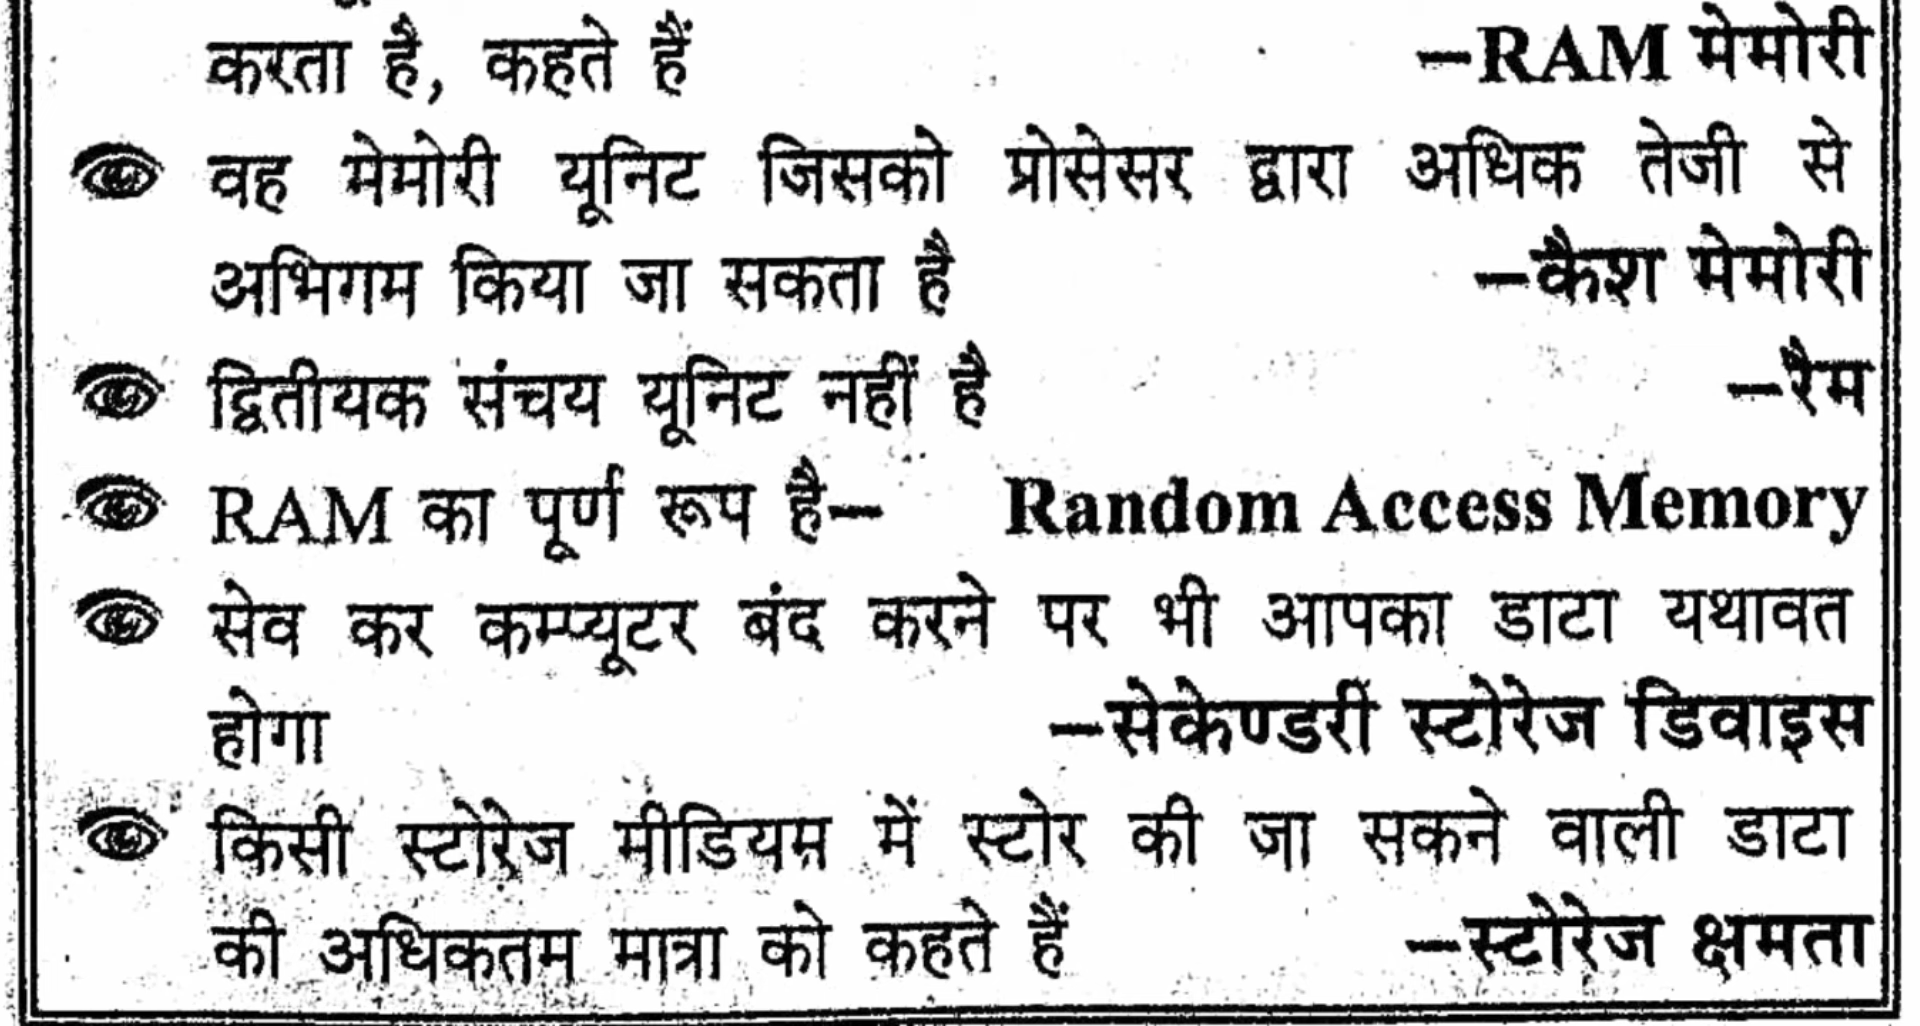 करता है, कहते हैं –RAM मेमोरी
वह मेमोरी यूनिट जिसको प्रोसेसर द्वारा अधिक तेजी से
अभिगम किया जा सकता है –कैश मेमोरी
द्वितीयक संचय यूनिट नहीं है –रैम
RAM का पूर्ण रूप है– Random Access Memory
सेव कर कम्प्यूटर बंद करने पर भी आपका डाटा यथावत
होगा –सेकेण्डरी स्टोरेज डिवाइस
किसी स्टोरेज मीडियम में स्टोर की जा सकने वाली डाटा
की अधिकतम मात्रा को कहते हैं –स्टोरेज क्षमता